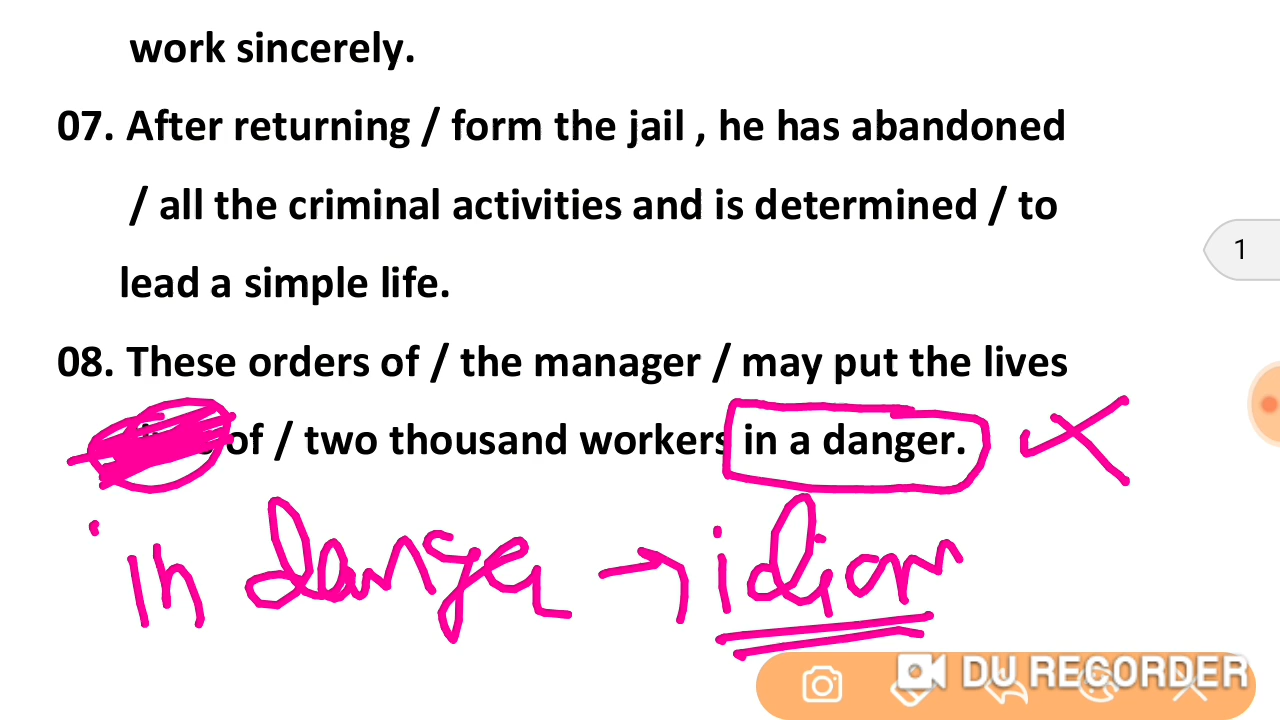 work sincerely.
07. After returning / form the jail , he has abandoned
/ all the criminal activities and is determined / to
lead a simple life.
1
08. These orders of / the manager / may put the lives
of / two thousand workers in a danger.
in danger → idiom
DU RECORDER